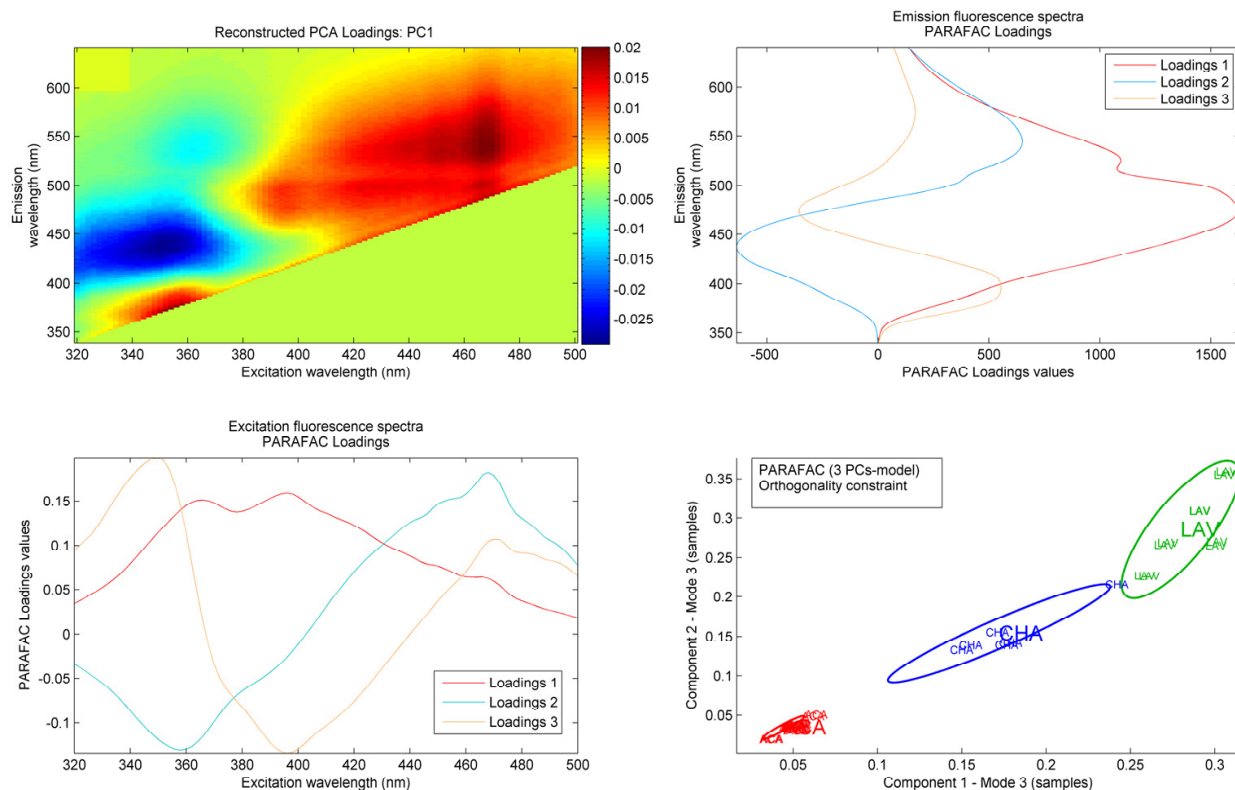 Reconstructed PCA Loadings: PC1
Emission
wavelength (nm)
600
550
500
450
400
350
320 340 360 380 400 420 440 460 480 500
Excitation wavelength (nm)
0.02
0.015
0.010
0.005
0
-0.005
-0.01
-0.015
-0.02
-0.025
Emission fluorescence spectra
PARAFAC Loadings
Emission
wavelength (nm)
600
550
500
450
400
350
-500 0 500 1000 1500
PARAFAC Loadings values
Loadings 1
Loadings 2
Loadings 3
Excitation fluorescence spectra
PARAFAC Loadings
PARAFAC Loadings values
0.15
0.1
0.05
0
-0.05
-0.1
320 340 360 380 400 420 440 460 480 500
Excitation wavelength (nm)
Loadings 1
Loadings 2
Loadings 3
PARAFAC (3 PCs-model)
Orthogonality constraint
Component 2 - Mode 3 (samples)
0.35
0.3
0.25
0.2
0.15
0.1
0.05
0.05 0.1 0.15 0.2 0.25 0.3
Component 1 - Mode 3 (samples)
LAV
LAV
LAV
LAV
CHA
CHA
CHA
CHA
CHA
CHA
ACA
A